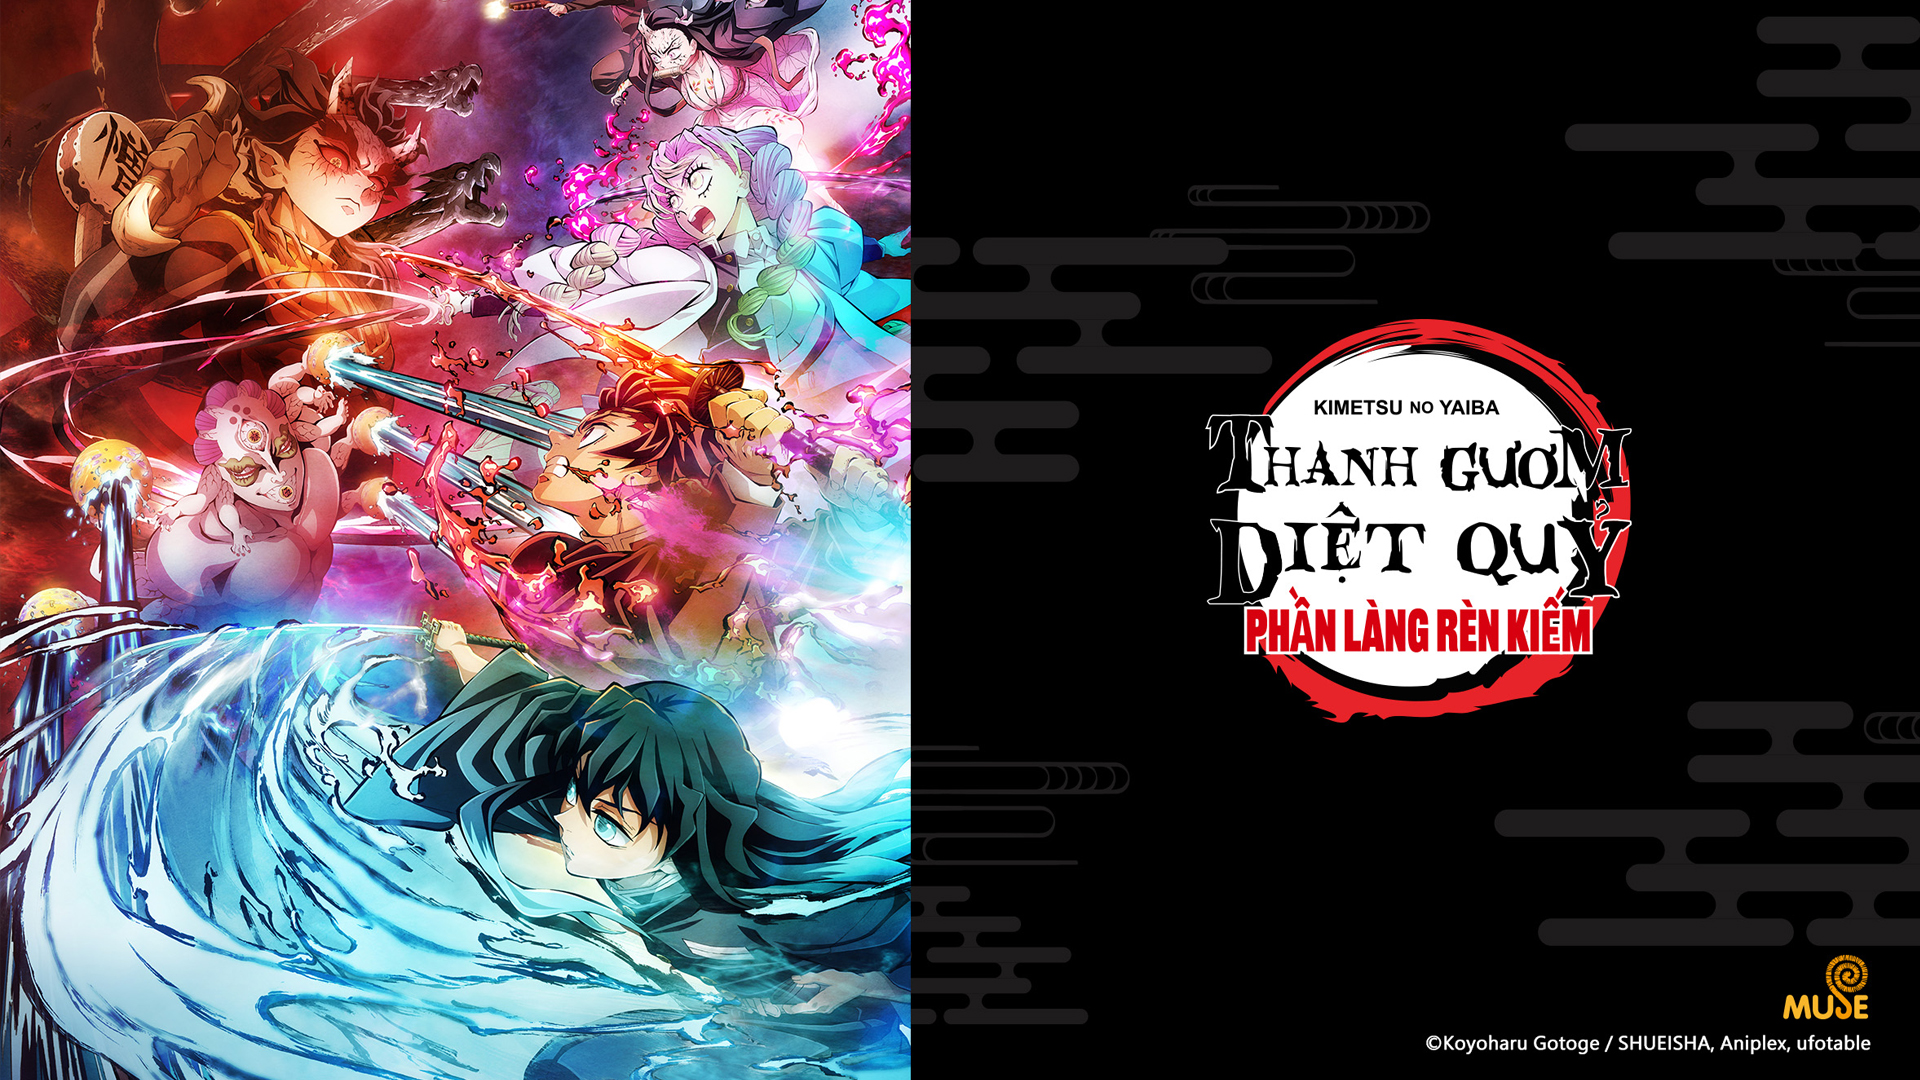 KIMETSU NO YAIBA
THANH GƯƠM
DIỆT QUỶ
PHẦN LÀNG RÈN KIẾM
MUSE
©Koyoharu Gotoge / SHUEISHA, Aniplex, ufotable